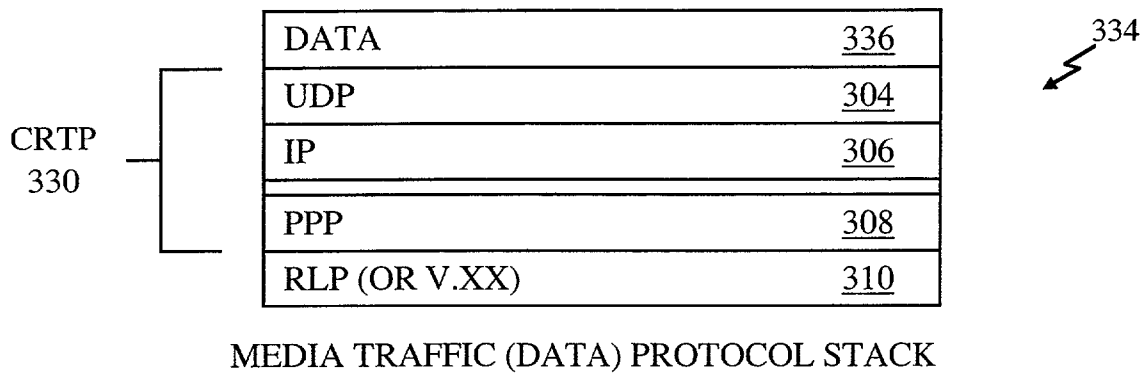 DATA 336
334
UDP 304
CRTP
330
IP 306
PPP 308
RLP (OR V.XX) 310
MEDIA TRAFFIC (DATA) PROTOCOL STACK